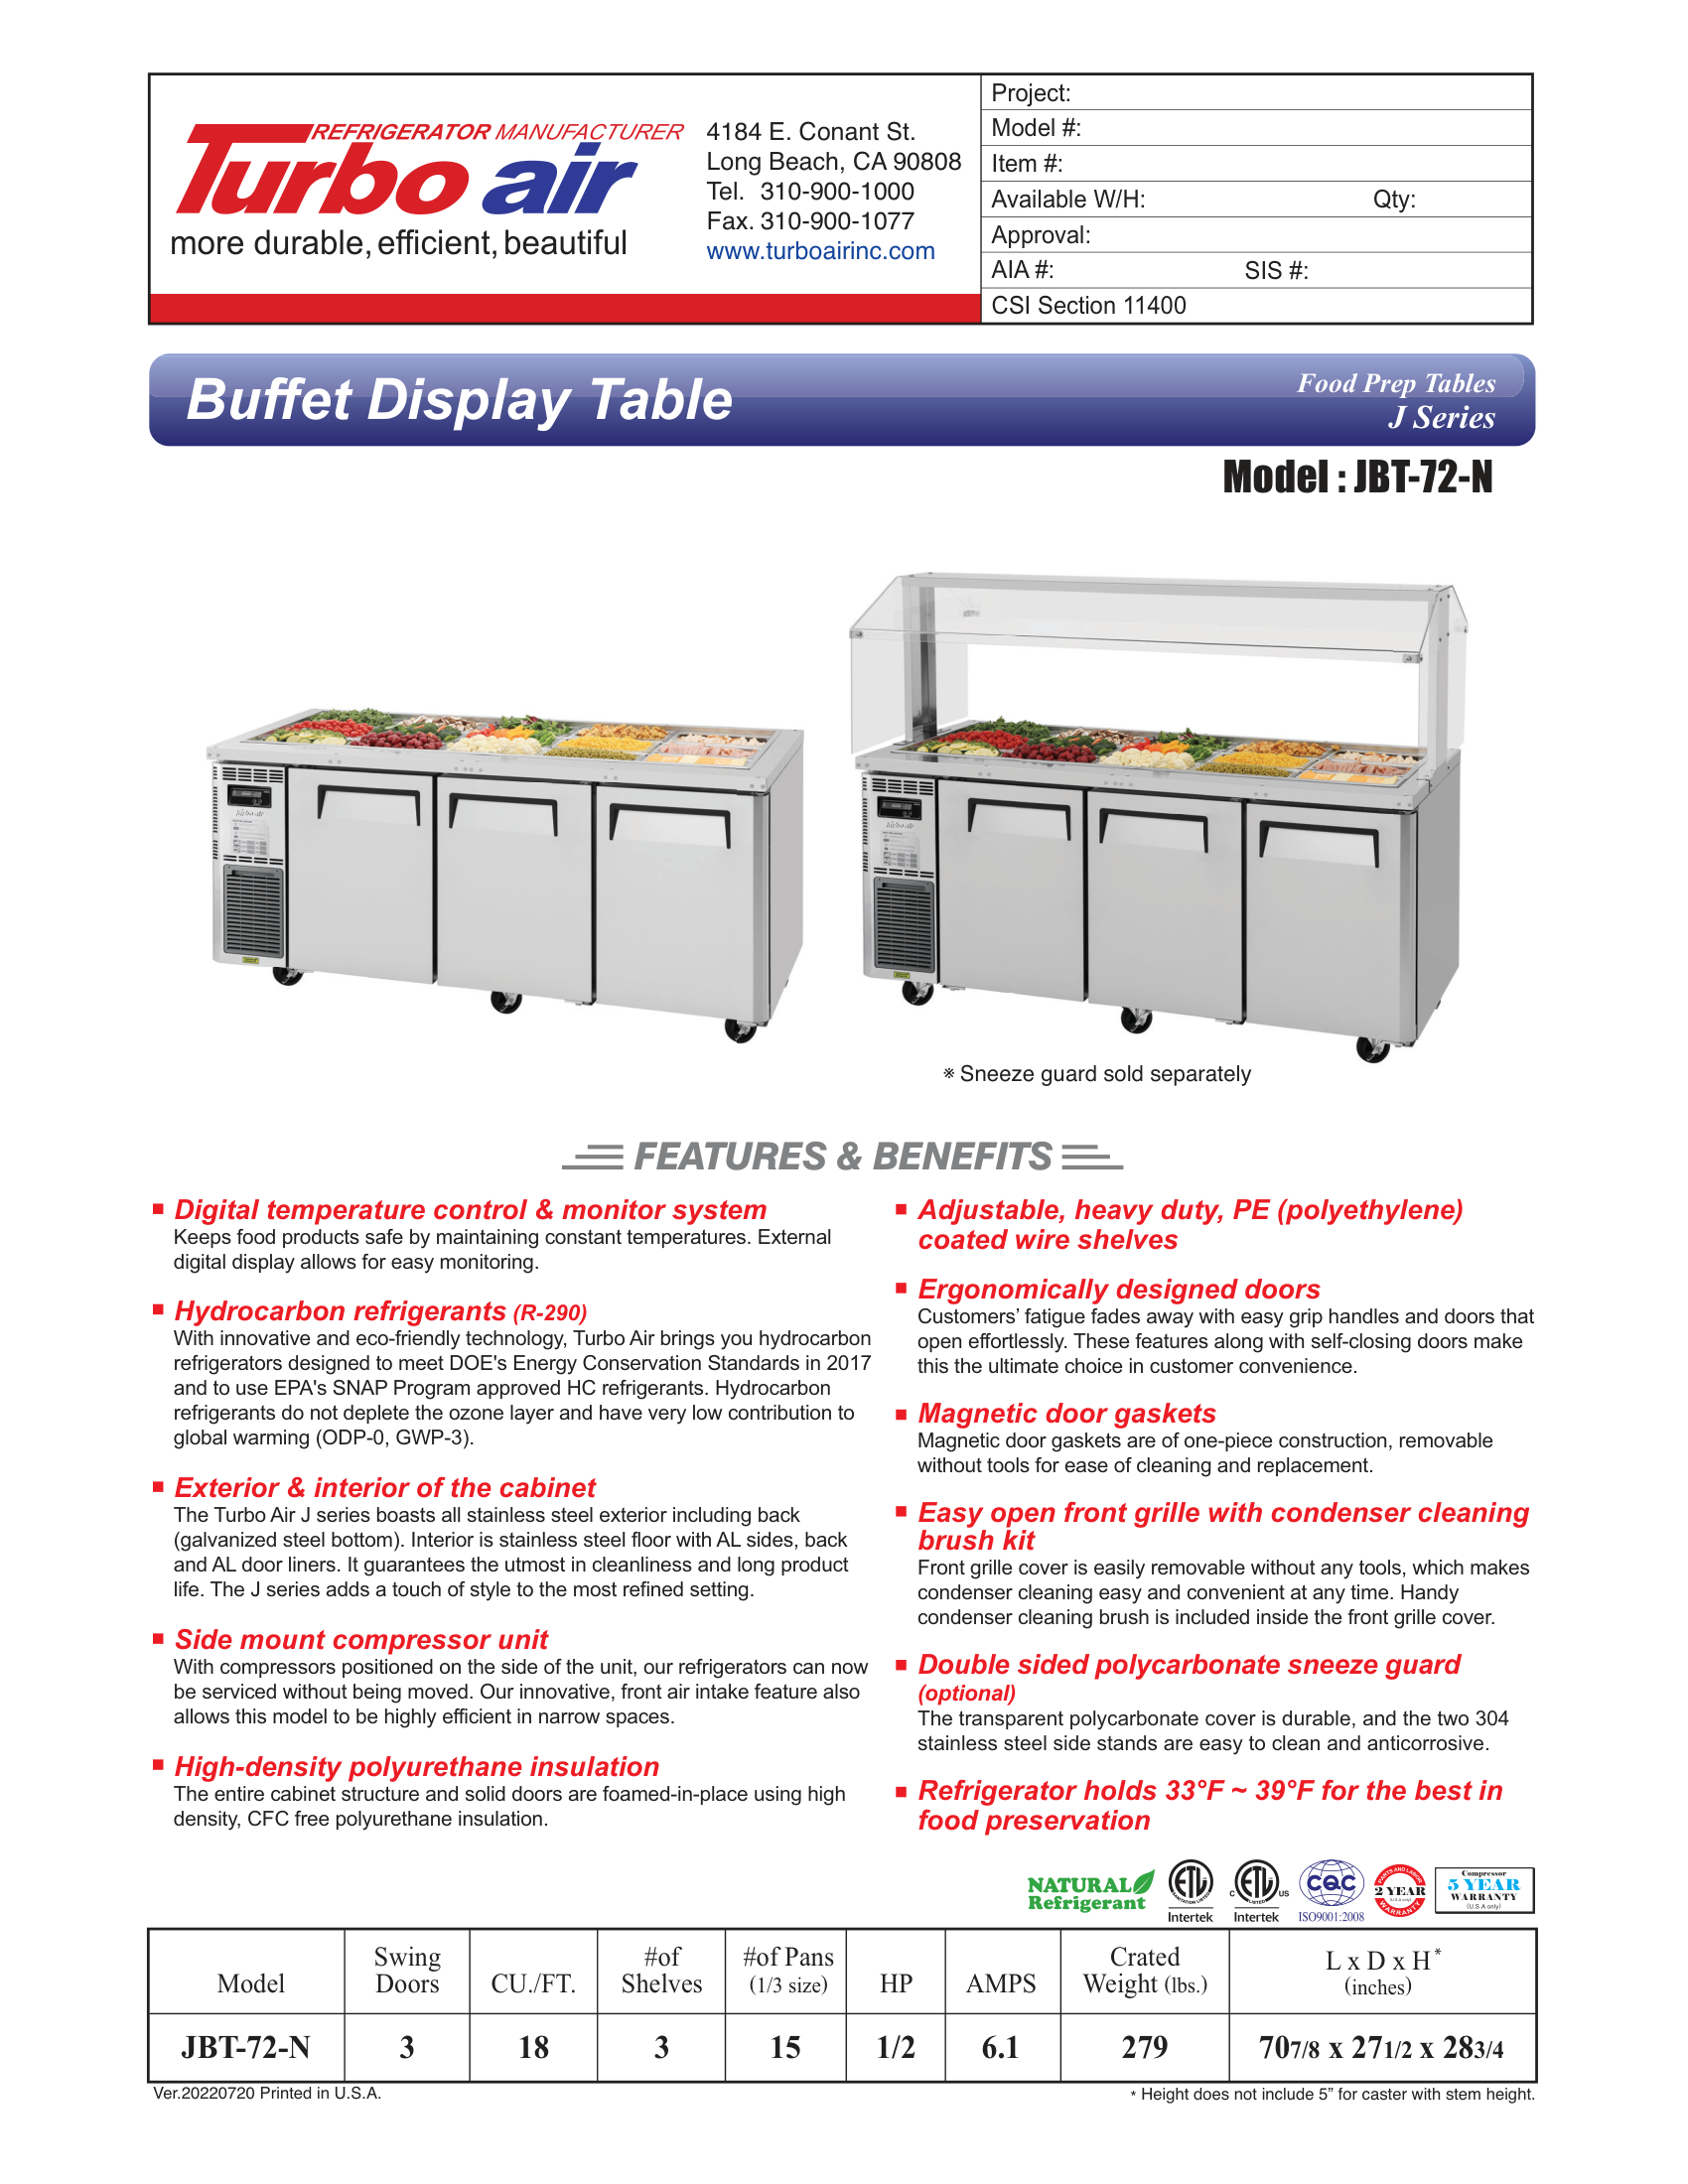 REFRIGERATOR MANUFACTURER
Turbo air
more durable, efficient, beautiful
4184 E. Conant St.
Long Beach, CA 90808
Tel. 310-900-1000
Fax. 310-900-1077
www.turboairinc.com
Project:
Model #:
Item #:
Available W/H: Qty:
Approval:
AIA #: SIS #:
CSI Section 11400
Buffet Display Table
Food Prep Tables
J Series
Model : JBT-72-N
※ Sneeze guard sold separately
FEATURES & BENEFITS
Digital temperature control & monitor system
Keeps food products safe by maintaining constant temperatures. External
digital display allows for easy monitoring.
Hydrocarbon refrigerants (R-290)
With innovative and eco-friendly technology, Turbo Air brings you hydrocarbon
refrigerators designed to meet DOE's Energy Conservation Standards in 2017
and to use EPA's SNAP Program approved HC refrigerants. Hydrocarbon
refrigerants do not deplete the ozone layer and have very low contribution to
global warming (ODP-0, GWP-3).
Exterior & interior of the cabinet
The Turbo Air J series boasts all stainless steel exterior including back
(galvanized steel bottom). Interior is stainless steel floor with AL sides, back
and AL door liners. It guarantees the utmost in cleanliness and long product
life. The J series adds a touch of style to the most refined setting.
Side mount compressor unit
With compressors positioned on the side of the unit, our refrigerators can now
be serviced without being moved. Our innovative, front air intake feature also
allows this model to be highly efficient in narrow spaces.
High-density polyurethane insulation
The entire cabinet structure and solid doors are foamed-in-place using high
density, CFC free polyurethane insulation.
Adjustable, heavy duty, PE (polyethylene)
coated wire shelves
Ergonomically designed doors
Customers' fatigue fades away with easy grip handles and doors that
open effortlessly. These features along with self-closing doors make
this the ultimate choice in customer convenience.
Magnetic door gaskets
Magnetic door gaskets are of one-piece construction, removable
without tools for ease of cleaning and replacement.
Easy open front grille with condenser cleaning
brush kit
Front grille cover is easily removable without any tools, which makes
condenser cleaning easy and convenient at any time. Handy
condenser cleaning brush is included inside the front grille cover.
Double sided polycarbonate sneeze guard
(optional)
The transparent polycarbonate cover is durable, and the two 304
stainless steel side stands are easy to clean and anticorrosive.
Refrigerator holds 33°F ~ 39°F for the best in
food preservation
NATURAL
Refrigerant
ETL
SANITATION LISTED
Intertek
C ETL US
LISTED
Intertek
CQC
ISO9001:2008
PARTS AND LABOR
2 YEAR
(U.S.A only)
WARRANTY
Compressor
5 YEAR
WARRANTY
(U.S.A only)
Model Swing Doors CU./FT. #of Shelves #of Pans (1/3 size) HP AMPS Crated Weight (lbs.) L x D x H* (inches)
JBT-72-N 3 18 3 15 1/2 6.1 279 707/8 x 271/2 x 283/4
Ver.20220720 Printed in U.S.A.
* Height does not include 5” for caster with stem height.